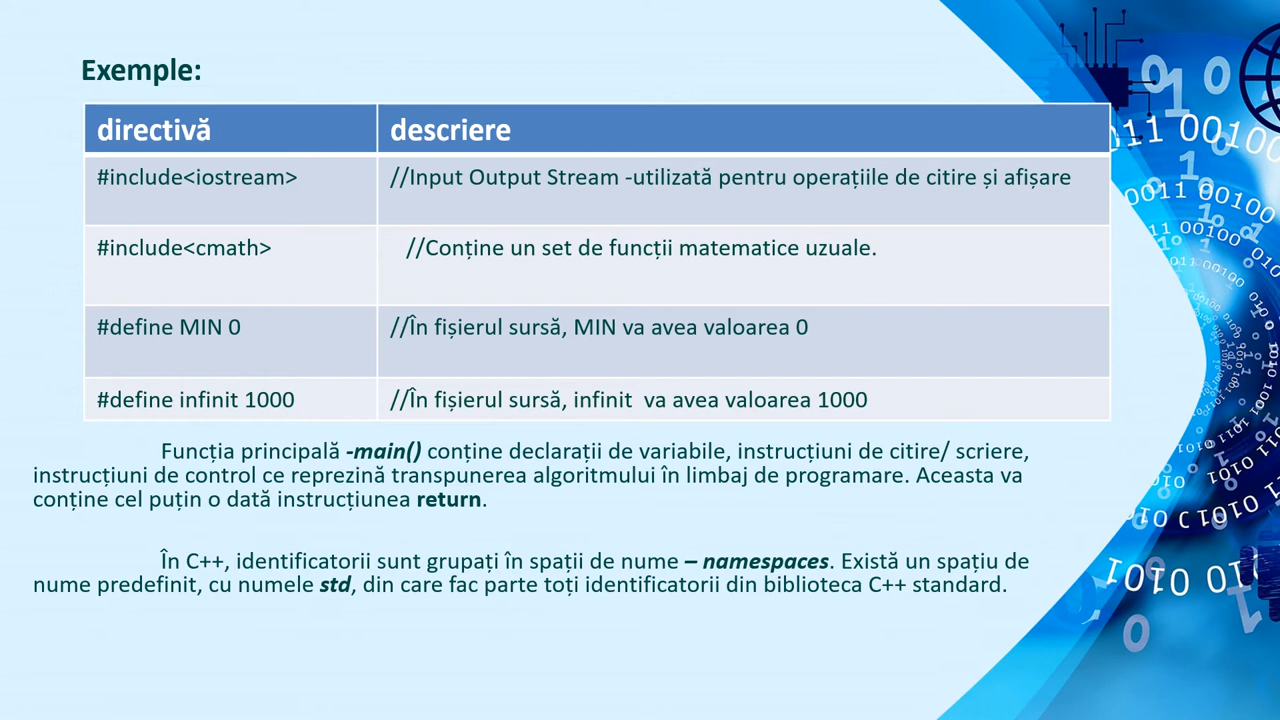 Exemple:
directivă descriere
#include<iostream> //Input Output Stream -utilizată pentru operațiile de citire și afișare
#include<cmath> //Conține un set de funcții matematice uzuale.
#define MIN 0 //În fișierul sursă, MIN va avea valoarea 0
#define infinit 1000 //În fișierul sursă, infinit va avea valoarea 1000
Funcția principală -main() conține declarații de variabile, instrucțiuni de citire/ scriere,
instrucțiuni de control ce reprezină transpunerea algoritmului în limbaj de programare. Aceasta va
conține cel puțin o dată instrucțiunea return.
În C++, identificatorii sunt grupați în spații de nume – namespaces. Există un spațiu de
nume predefinit, cu numele std, din care fac parte toți identificatorii din biblioteca C++ standard.